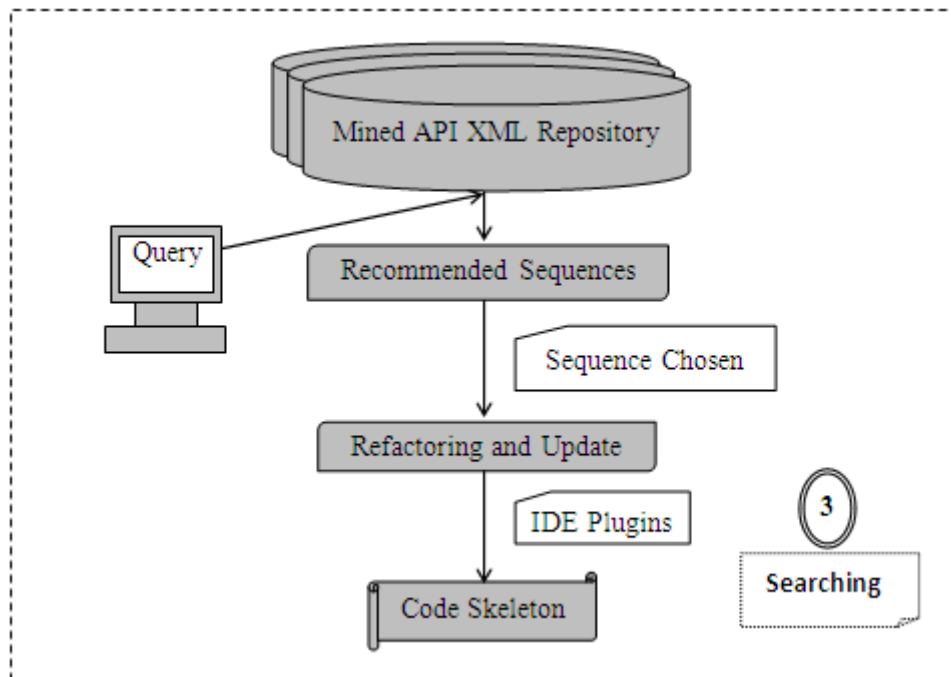 Mined API XML Repository
Query
Recommended Sequences
Sequence Chosen
Refactoring and Update
IDE Plugins
3
Searching
Code Skeleton